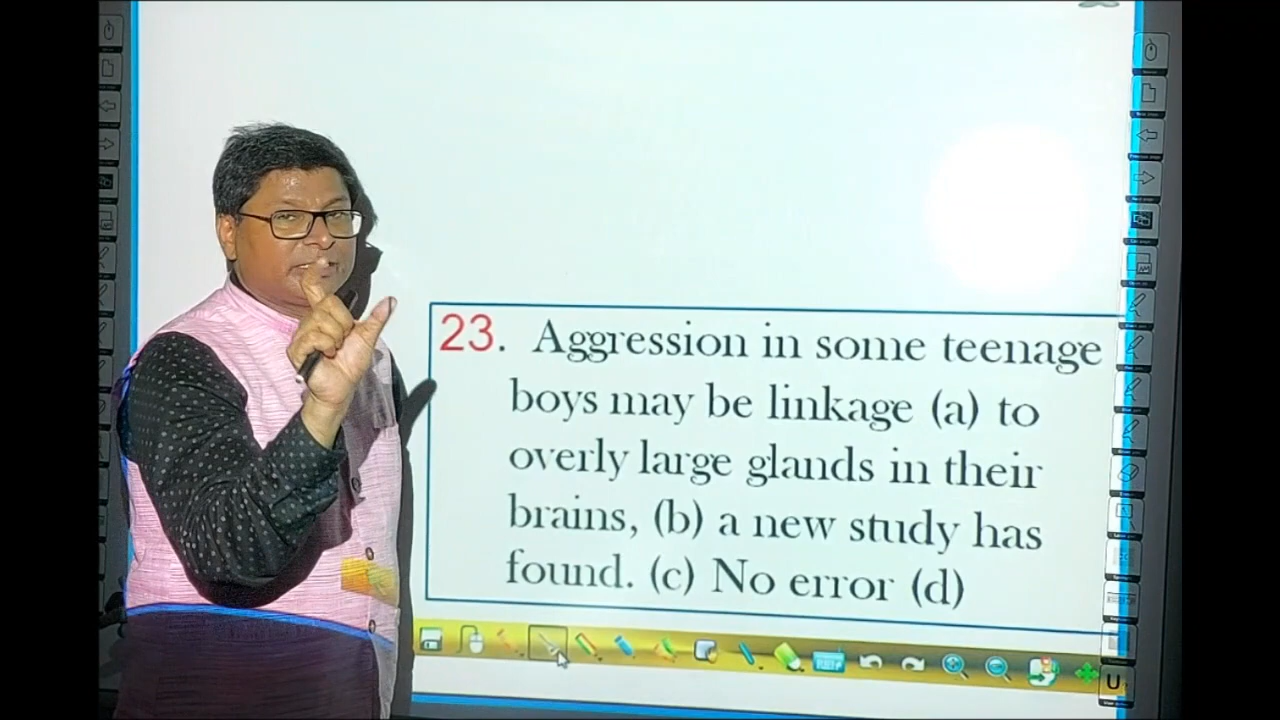 23. Aggression in some teenage
boys may be linkage (a) to
overly large glands in their
brains, (b) a new study has
found. (c) No error (d)